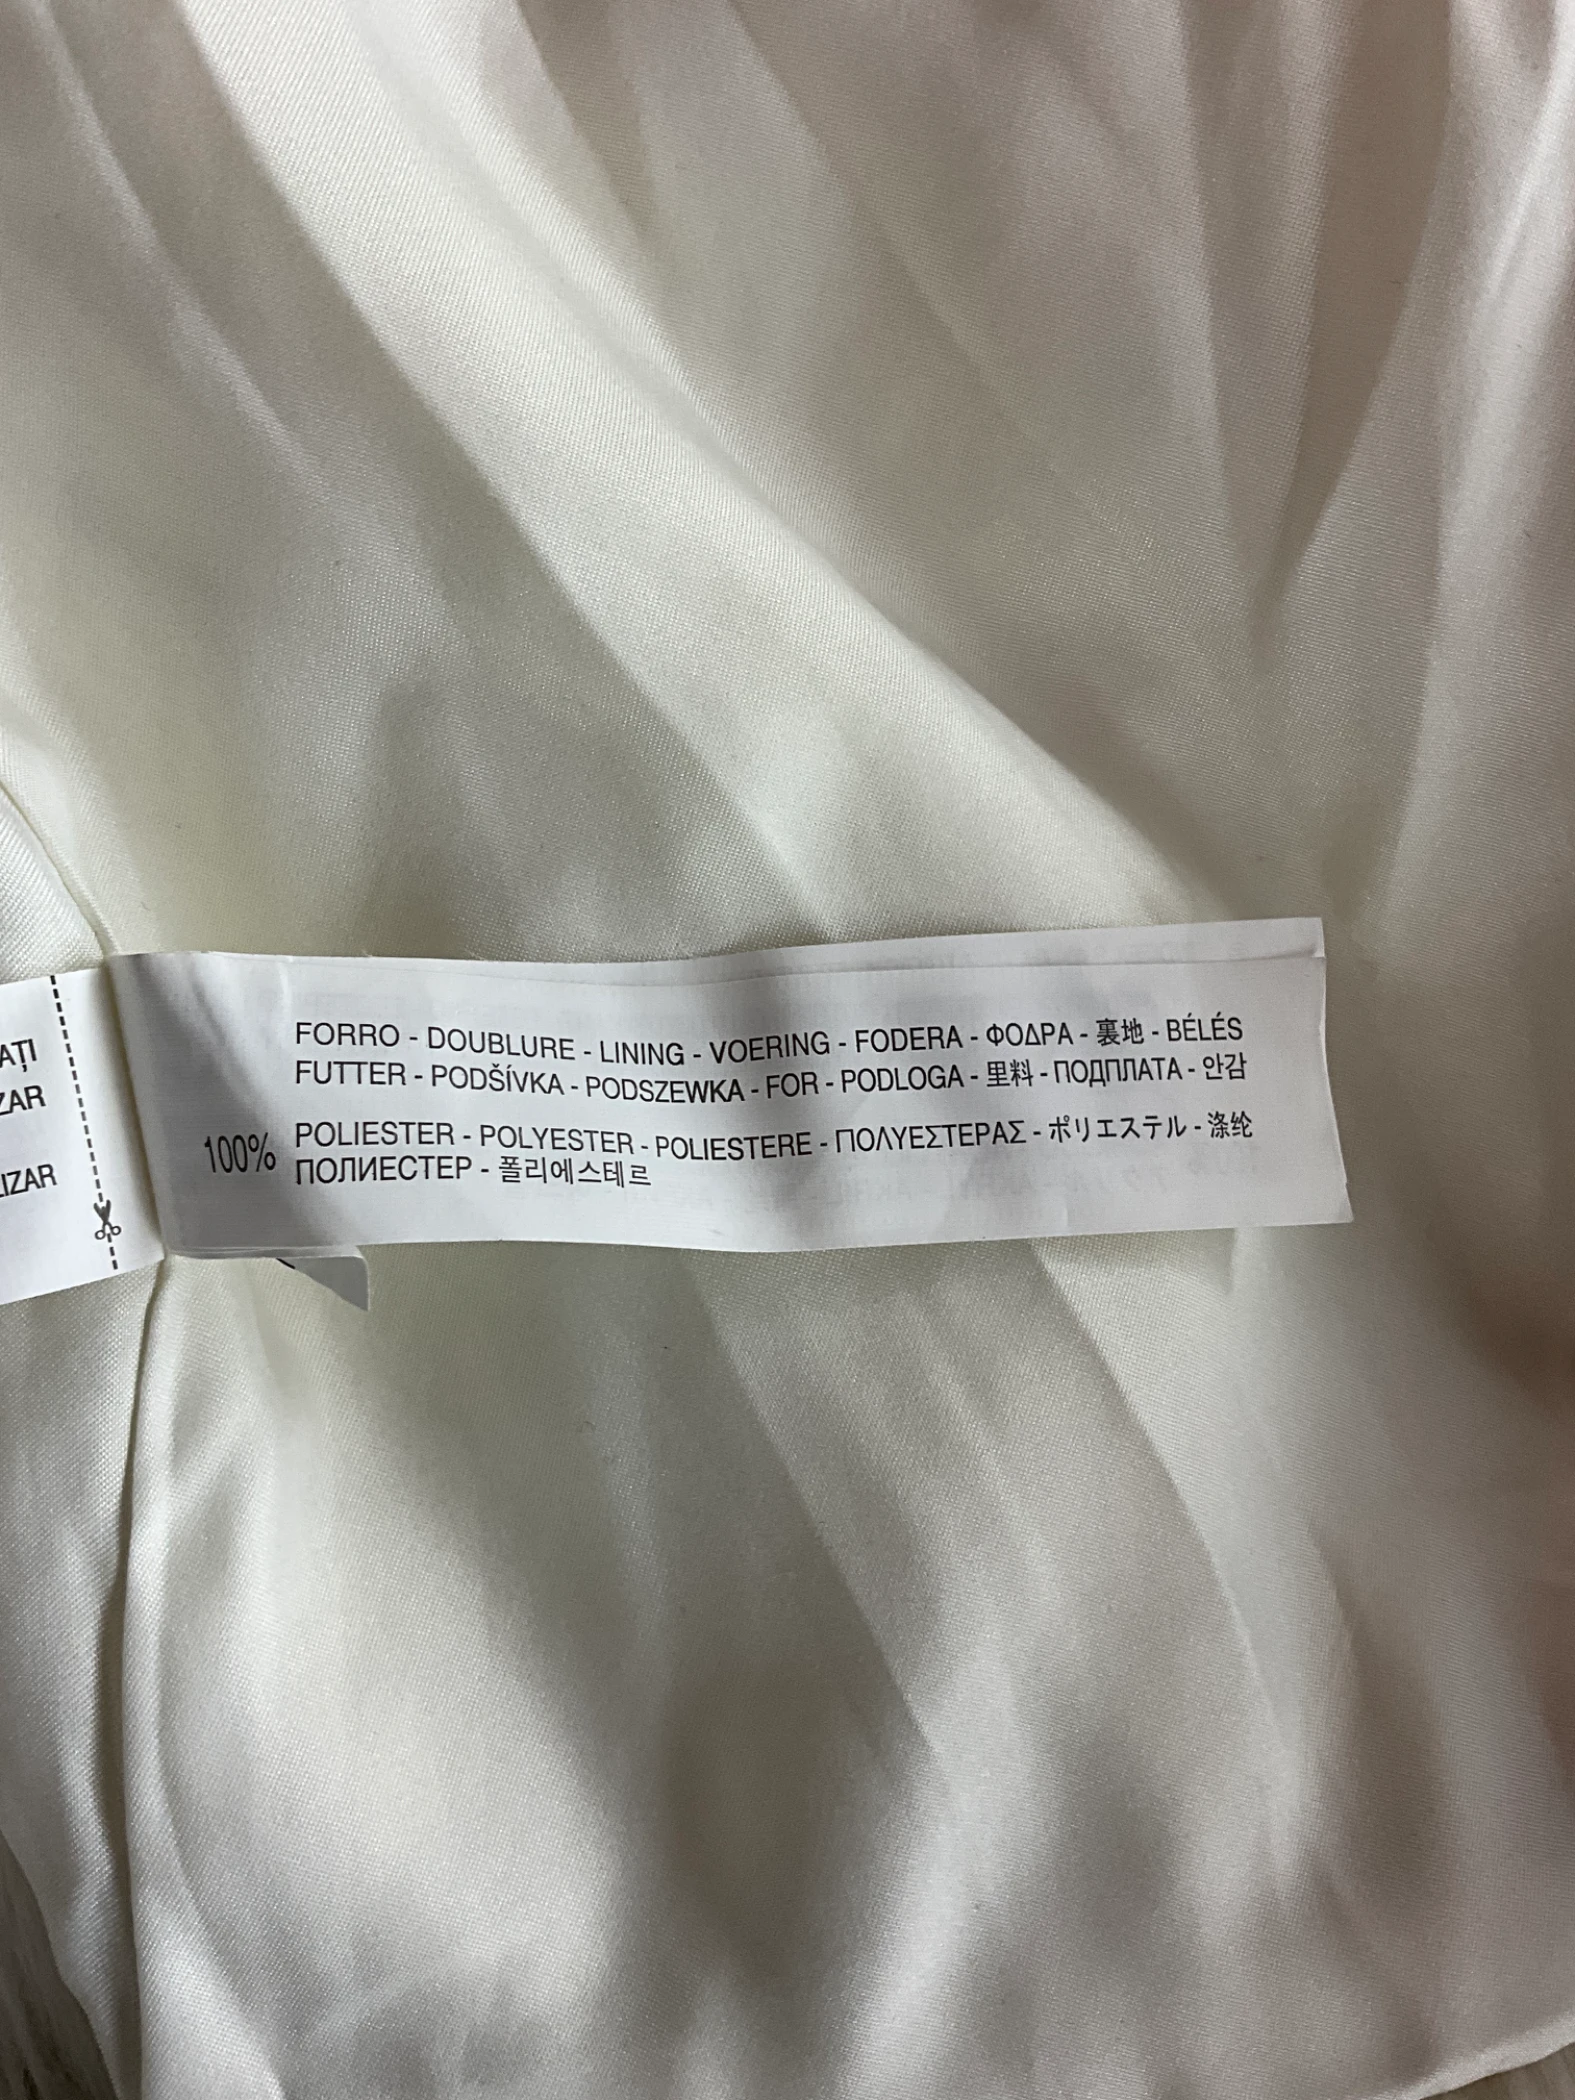 FORRO - DOUBLURE - LINING - VOERING - FODERA - ΦΟΔΡΑ - 裏地 - BÉLÉS
FUTTER - PODŠÍVKA - PODSZEWKA - FOR - PODLOGA - 里料 - ПОДПЛАТА - 안감
100% POLIESTER - POLYESTER - POLIESTERE - ΠΟΛΥΕΣΤΕΡΑΣ - ポリエステル - 涤纶
ПОЛИЕСТЕР - 폴리에스테르